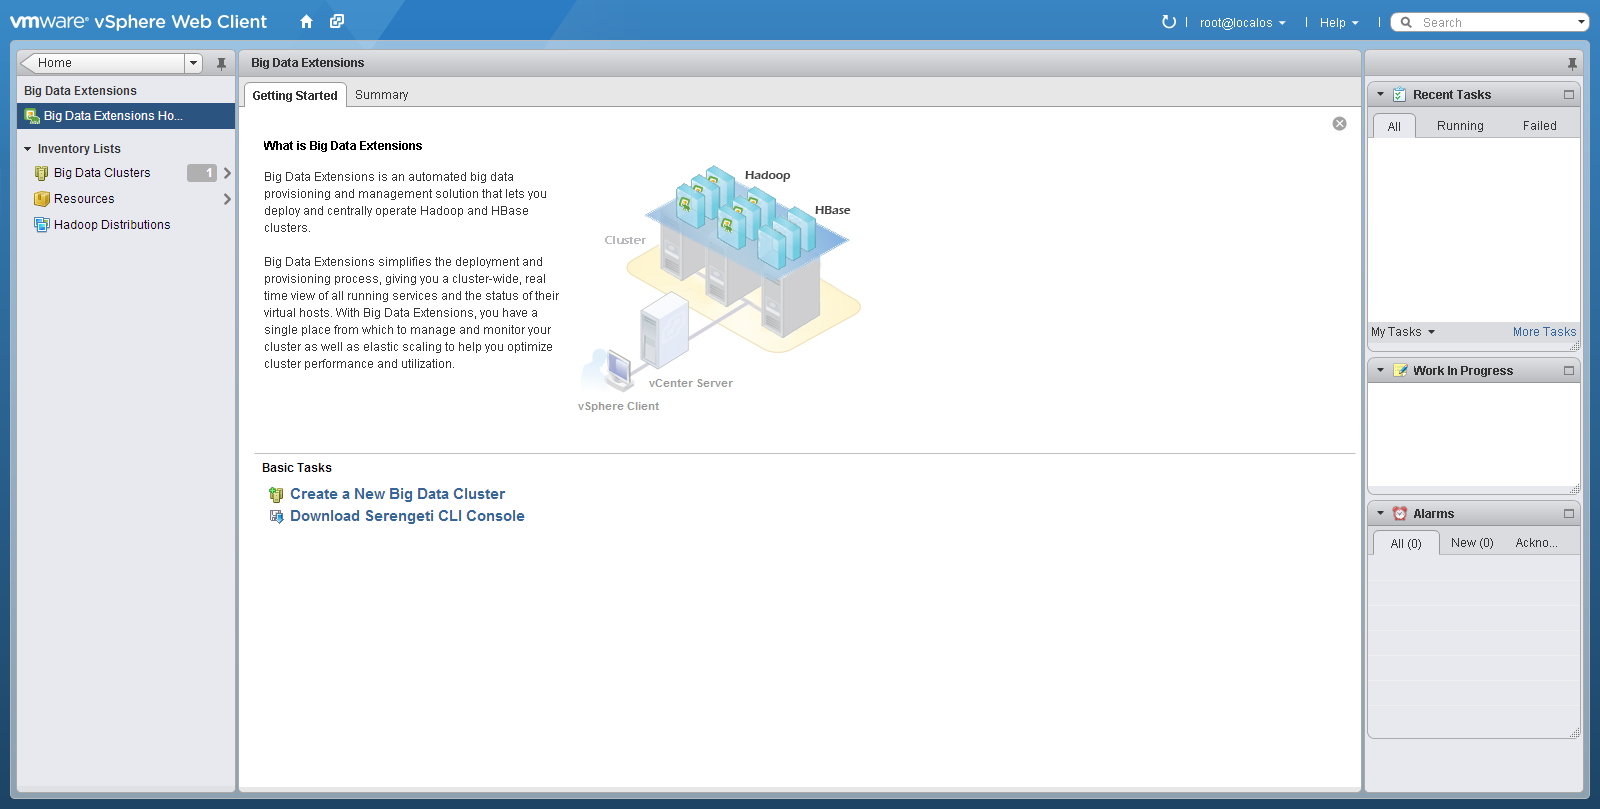 vmware® vSphere Web Client
root@localos
Help
Search
Home
Big Data Extensions
Big Data Extensions Ho...
Inventory Lists
Big Data Clusters
1
Resources
Hadoop Distributions
Big Data Extensions
Getting Started
Summary
What is Big Data Extensions
Big Data Extensions is an automated big data
provisioning and management solution that lets you
deploy and centrally operate Hadoop and HBase
clusters.
Big Data Extensions simplifies the deployment and
provisioning process, giving you a cluster-wide, real
time view of all running services and the status of their
virtual hosts. With Big Data Extensions, you have a
single place from which to manage and monitor your
cluster as well as elastic scaling to help you optimize
cluster performance and utilization.
Hadoop
HBase
Cluster
vCenter Server
vSphere Client
Basic Tasks
Create a New Big Data Cluster
Download Serengeti CLI Console
Recent Tasks
All
Running
Failed
My Tasks
More Tasks
Work In Progress
Alarms
All (0)
New (0)
Ackno...